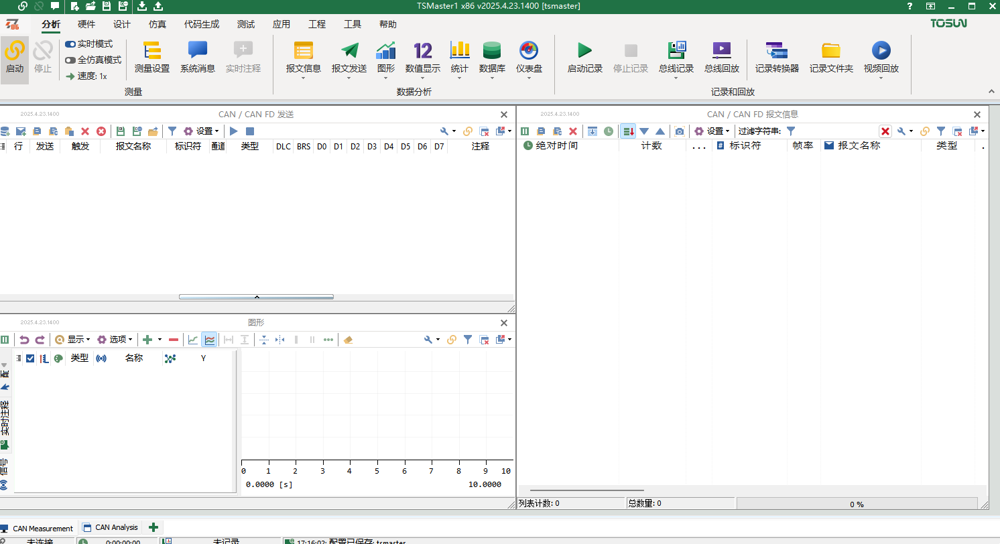 TSMaster1 x86 v2025.4.23.1400 [tsmaster]
分析 硬件 设计 仿真 代码生成 测试 应用 工程 工具 帮助 TOSUN
启动 停止 实时模式 全仿真模式 速度: 1x 测量设置 系统消息 实时注释 报文信息 报文发送 图形 12 数值显示 统计 数据库 仪表盘 启动记录 停止记录 总线记录 总线回放 记录转换器 记录文件夹 视频回放
测量 数据分析 记录和回放
2025.4.23.1400 CAN / CAN FD 发送
设置
行 发送 触发 报文名称 标识符 通道 类型 DLC BRS D0 D1 D2 D3 D4 D5 D6 D7 注释
2025.4.23.1400 CAN / CAN FD 报文信息
设置 过滤字符串:
绝对时间 计数 ... 标识符 帧率 报文名称 类型 .
2025.4.23.1400 图形
显示 选项
类型 名称 Y
实时注释
信号
0 1 2 3 4 5 6 7 8 9 10
0.0000 [s] 10.0000
列表计数: 0 总数量: 0 0 %
CAN Measurement CAN Analysis
未连接 0:00:00:00 未记录 17:16:02: 配置已保存: tsmaster